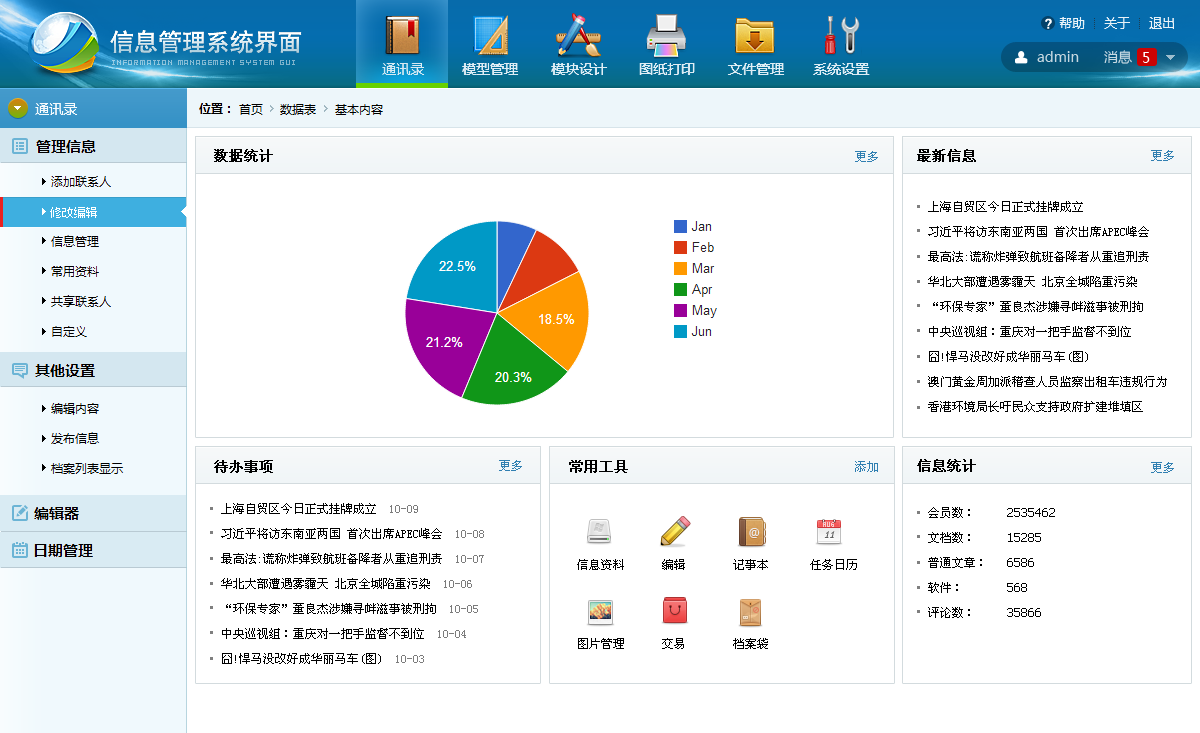 信息管理系统界面
INFORMATION MANAGEMENT SYSTEM GUI
通讯录 模型管理 模块设计 图纸打印 文件管理 系统设置
? 帮助 关于 退出
admin 消息 5
通讯录
管理信息
添加联系人
修改编辑
信息管理
常用资料
共享联系人
自定义
其他设置
编辑内容
发布信息
档案列表显示
编辑器
日期管理
位置： 首页 数据表 基本内容
数据统计 更多
22.5%
18.5%
21.2%
20.3%
Jan
Feb
Mar
Apr
May
Jun
最新信息 更多
上海自贸区今日正式挂牌成立
习近平将访东南亚两国 首次出席APEC峰会
最高法:谎称炸弹致航班备降者从重追刑责
华北大部遭遇雾霾天 北京全城陷重污染
“环保专家”董良杰涉嫌寻衅滋事被刑拘
中央巡视组：重庆对一把手监督不到位
囧!悍马没改好成华丽马车(图)
澳门黄金周加派稽查人员监察出租车违规行为
香港环境局长吁民众支持政府扩建堆填区
待办事项 更多
上海自贸区今日正式挂牌成立 10-09
习近平将访东南亚两国 首次出席APEC峰会 10-08
最高法:谎称炸弹致航班备降者从重追刑责 10-07
华北大部遭遇雾霾天 北京全城陷重污染 10-06
“环保专家”董良杰涉嫌寻衅滋事被刑拘 10-05
中央巡视组：重庆对一把手监督不到位 10-04
囧!悍马没改好成华丽马车(图) 10-03
常用工具 添加
@
AUG
11
信息资料 编辑 记事本 任务日历
图片管理 交易 档案袋
信息统计 更多
会员数： 2535462
文档数： 15285
普通文章： 6586
软件： 568
评论数： 35866